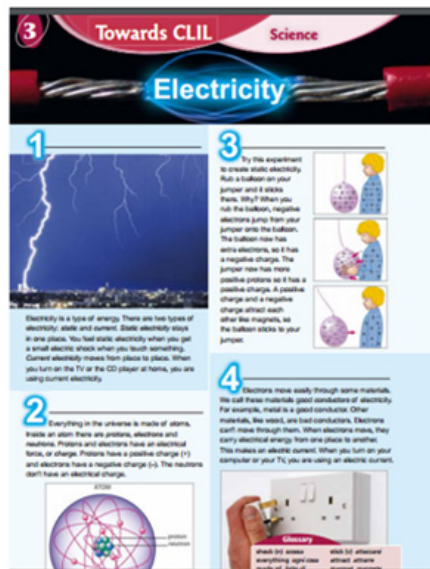 3
Towards CLIL
Science
Electricity
1
Electricity is a type of energy. There are two types of
electricity: static and current. Static electricity stays
in one place. You feel static electricity when you get
a small electric shock when you touch something.
Current electricity moves from place to place. When
you turn on the TV or the CD player at home, you are
using current electricity.
2
Everything in the universe is made of atoms.
Inside an atom there are protons, electrons and
neutrons. Protons and electrons have an electrical
force, or charge. Protons have a positive charge (+)
and electrons have a negative charge (–). The neutrons
don't have an electrical charge.
ATOM
proton
neutron
3
Try this experiment
to create static electricity.
Rub a balloon on your
jumper and it sticks
there. Why? When you
rub the balloon, negative
electrons jump from your
jumper onto the balloon.
The balloon now has
extra electrons, so it has
a negative charge. The
jumper now has more
positive protons so it has a
positive charge. A positive
charge and a negative
charge attract each
other like magnets, so
the balloon sticks to your
jumper.
4
Electrons move easily through some materials.
We call these materials good conductors of electricity.
For example, metal is a good conductor. Other
materials, like wood, are bad conductors. Electrons
can't move through them. When electrons move, they
carry electrical energy from one place to another.
This makes an electric current. When you turn on your
computer or your TV, you are using an electric current.
Glossary
shock (n) scossa
everything ogni cosa
stick (v) attaccarsi
attract attrarre